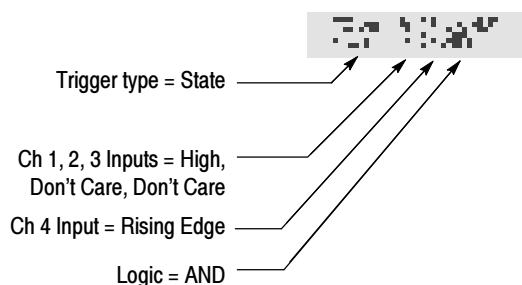 Trigger type = State
Ch 1, 2, 3 Inputs = High,
Don't Care, Don't Care
Ch 4 Input = Rising Edge
Logic = AND